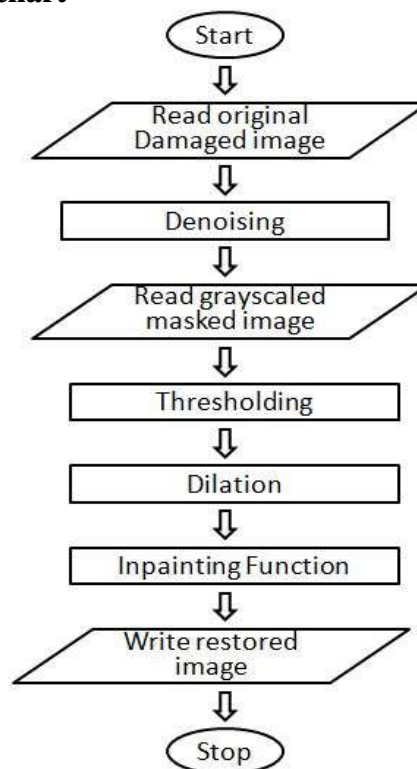 Start
Read original
Damaged image
Denoising
Read grayscaled
masked image
Thresholding
Dilation
Inpainting Function
Write restored
image
Stop